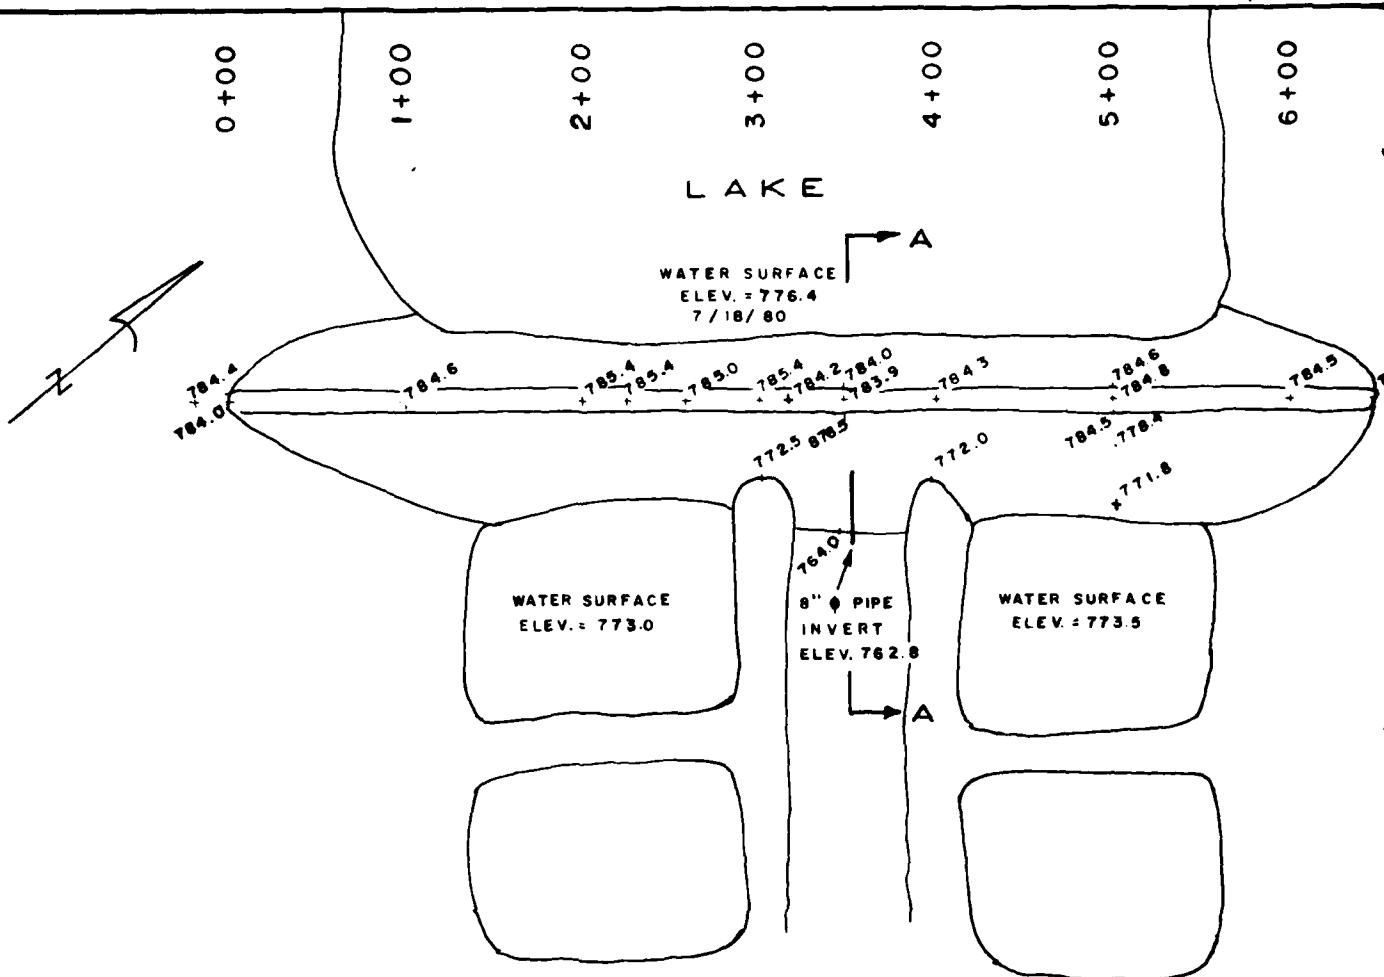 0+00
1+00
2+00
3+00
4+00
5+00
6+00
LAKE
A
WATER SURFACE
ELEV. = 776.4
7/18/80
N
784.4
784.0
784.6
785.4
785.4
785.0
785.4
784.2
784.0
783.9
784.3
784.6
784.8
784.5
784.5
778.4
772.5
772.0
771.8
764.0
WATER SURFACE
ELEV. = 773.0
8" φ PIPE
INVERT
ELEV. 762.8
WATER SURFACE
ELEV. = 773.5
A